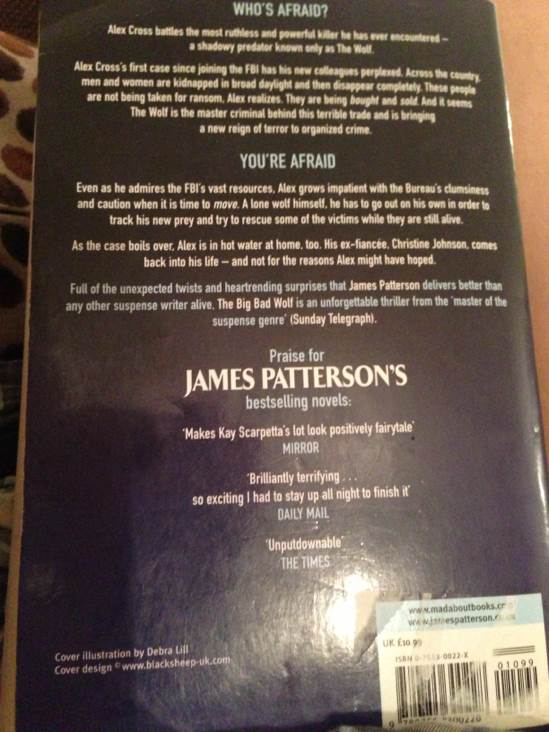 WHO'S AFRAID?
Alex Cross battles the most ruthless and powerful killer he has ever encountered –
a shadowy predator known only as The Wolf.
Alex Cross's first case since joining the FBI has his new colleagues perplexed. Across the country,
men and women are kidnapped in broad daylight and then disappear completely. These people
are not being taken for ransom, Alex realizes. They are being bought and sold. And it seems
The Wolf is the master criminal behind this terrible trade and is bringing
a new reign of terror to organized crime.
YOU'RE AFRAID
Even as he admires the FBI's vast resources, Alex grows impatient with the Bureau's clumsiness
and caution when it is time to move. A lone wolf himself, he has to go out on his own in order to
track his new prey and try to rescue some of the victims while they are still alive.
As the case boils over, Alex is in hot water at home, too. His ex-fiancée, Christine Johnson, comes
back into his life – and not for the reasons Alex might have hoped.
Full of the unexpected twists and heartrending surprises that James Patterson delivers better than
any other suspense writer alive, The Big Bad Wolf is an unforgettable thriller from the 'master of the
suspense genre' (Sunday Telegraph).
Praise for
JAMES PATTERSON'S
bestselling novels:
'Makes Kay Scarpetta's lot look positively fairytale'
MIRROR
'Brilliantly terrifying . . .
so exciting I had to stay up all night to finish it'
DAILY MAIL
'Unputdownable'
THE TIMES
www.madaboutbooks.c
www.jamespatterson.co.uk
UK £10.99
ISBN 0-7553-0022-X
01099
Cover illustration by Debra Lill
Cover design © www.blacksheep-uk.com